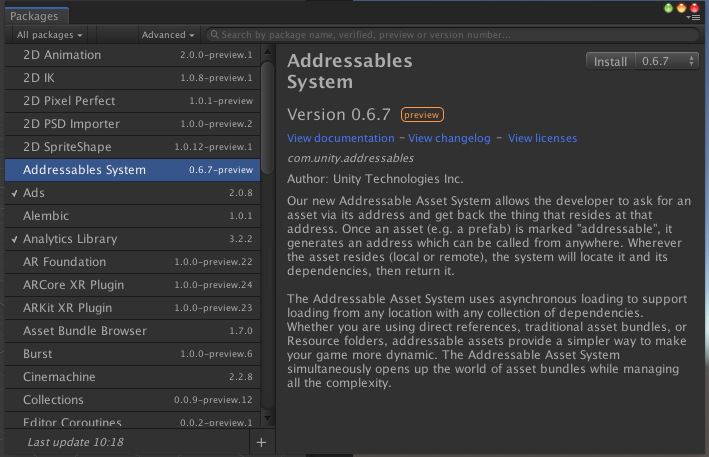 Packages
All packages
Advanced
Search by package name, verified, preview or version number...
2D Animation 2.0.0-preview.1
2D IK 1.0.8-preview.1
2D Pixel Perfect 1.0.1-preview
2D PSD Importer 1.0.0-preview.2
2D SpriteShape 1.0.12-preview.1
Addressables System 0.6.7-preview
✓ Ads 2.0.8
Alembic 1.0.1
✓ Analytics Library 3.2.2
AR Foundation 1.0.0-preview.22
ARCore XR Plugin 1.0.0-preview.24
ARKit XR Plugin 1.0.0-preview.23
Asset Bundle Browser 1.7.0
Burst 1.0.0-preview.6
Cinemachine 2.2.8
Collections 0.0.9-preview.12
Editor Coroutines 0.0.2-preview.1
Last update 10:18
+
Addressables
System
Install 0.6.7
Version 0.6.7 preview
View documentation - View changelog - View licenses
com.unity.addressables
Author: Unity Technologies Inc.
Our new Addressable Asset System allows the developer to ask for an
asset via its address and get back the thing that resides at that
address. Once an asset (e.g. a prefab) is marked "addressable", it
generates an address which can be called from anywhere. Wherever
the asset resides (local or remote), the system will locate it and its
dependencies, then return it.
The Addressable Asset System uses asynchronous loading to support
loading from any location with any collection of dependencies.
Whether you are using direct references, traditional asset bundles, or
Resource folders, addressable assets provide a simpler way to make
your game more dynamic. The Addressable Asset System
simultaneously opens up the world of asset bundles while managing
all the complexity.